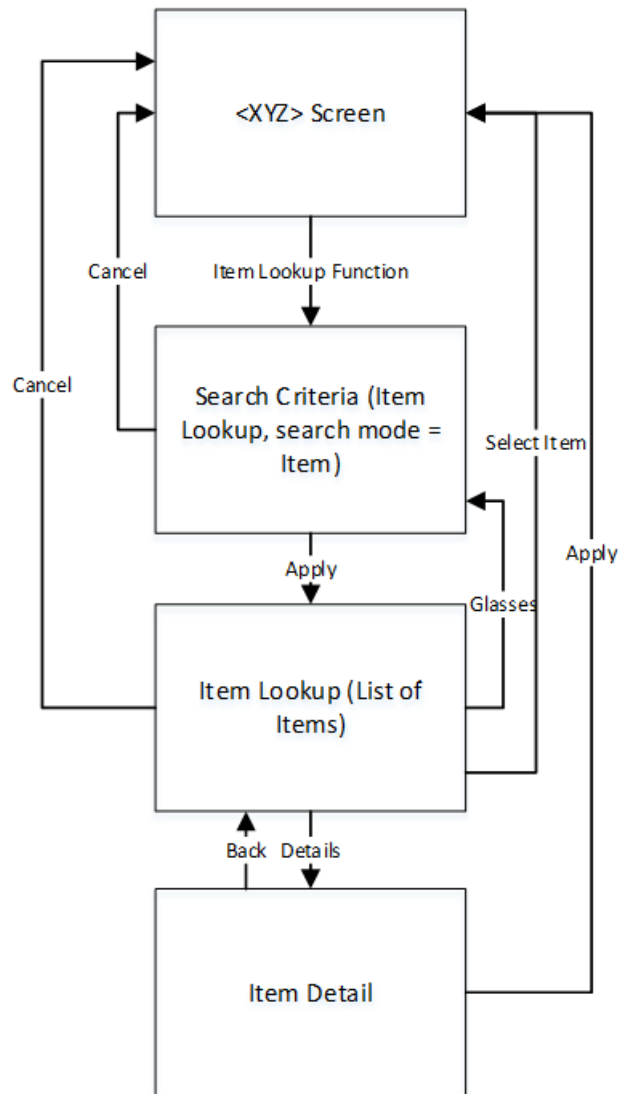 <XYZ> Screen
Cancel
Item Lookup Function
Cancel
Search Criteria (Item
Lookup, search mode =
Item)
Select Item
Apply
Apply
Glasses
Item Lookup (List of
Items)
Back
Details
Item Detail